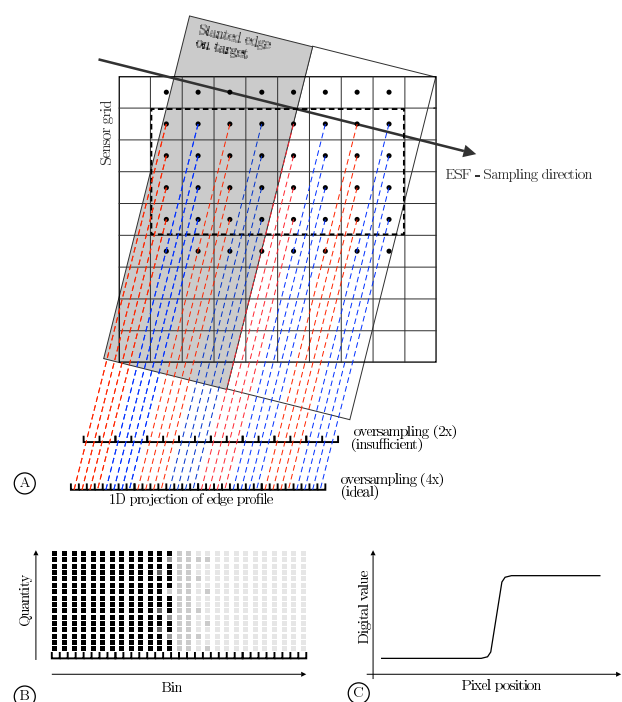 Slanted edge
on target
Sensor grid
ESF - Sampling direction
oversampling (2x)
(insufficient)
oversampling (4x)
(ideal)
A
1D projection of edge profile
Quantity
Bin
B
Digital value
Pixel position
C